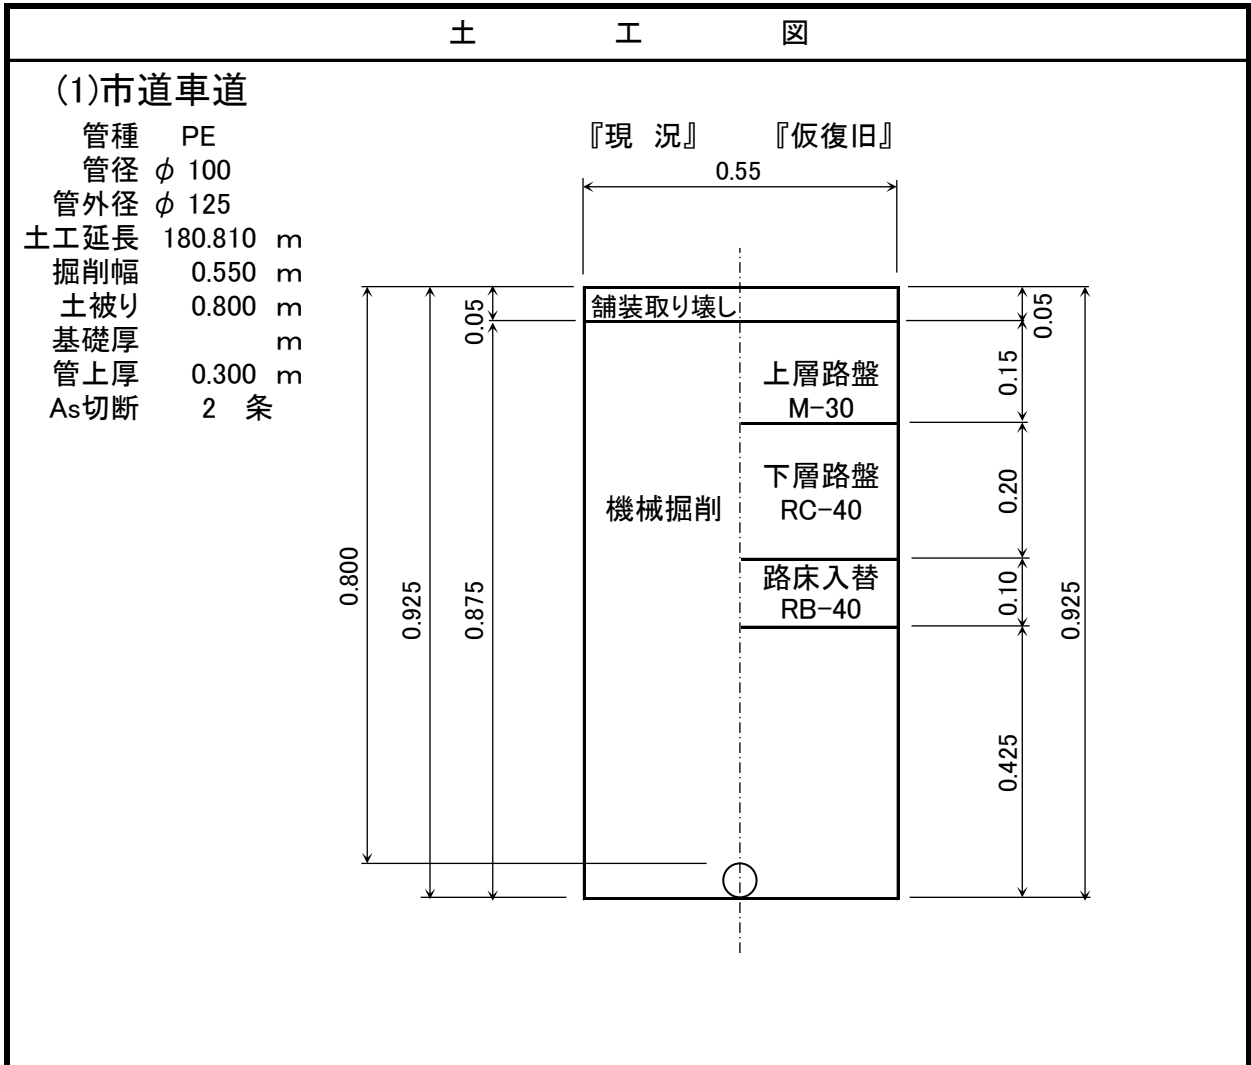 土 工 図
(1)市道車道
管種 PE
管径 φ 100
管外径 φ 125
土工延長 180.810 m
掘削幅 0.550 m
土被り 0.800 m
基礎厚 m
管上厚 0.300 m
As切断 2 条
『現 況』 『仮復旧』
0.55
舗装取り壊し
機械掘削
上層路盤
M-30
下層路盤
RC-40
路床入替
RB-40
0.800
0.925
0.05
0.875
0.05
0.15
0.20
0.10
0.425
0.925